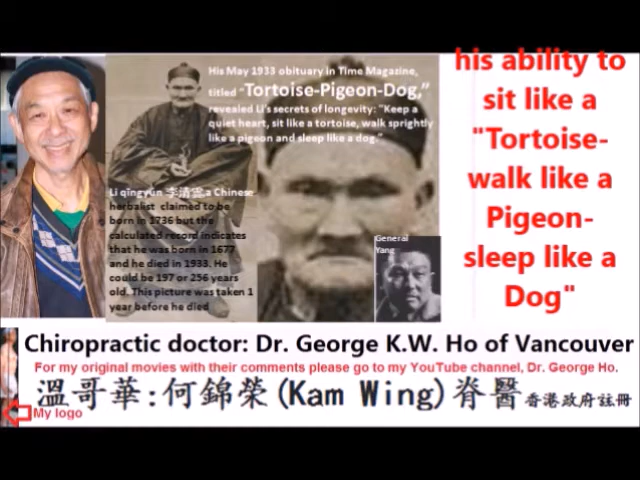 His May 1933 obituary in Time Magazine,
titled "Tortoise-Pigeon-Dog,"
revealed Li's secrets of longevity: "Keep a
quiet heart, sit like a tortoise, walk sprightly
like a pigeon and sleep like a dog."
Li qīngyún 李清雲,a Chinese
herbalist claimed to be
born in 1736 but the
calculated record indicates
that he was born in 1677
and he died in 1933. He
could be 197 or 256 years
old. This picture was taken 1
year before he died
General
Yang
his ability to
sit like a
"Tortoise-
walk like a
Pigeon-
sleep like a
Dog"
Chiropractic doctor: Dr. George K.W. Ho of Vancouver
For my original movies with their comments please go to my YouTube channel, Dr. George Ho.
溫哥華:何錦榮(Kam Wing)脊醫香港政府註冊
My logo